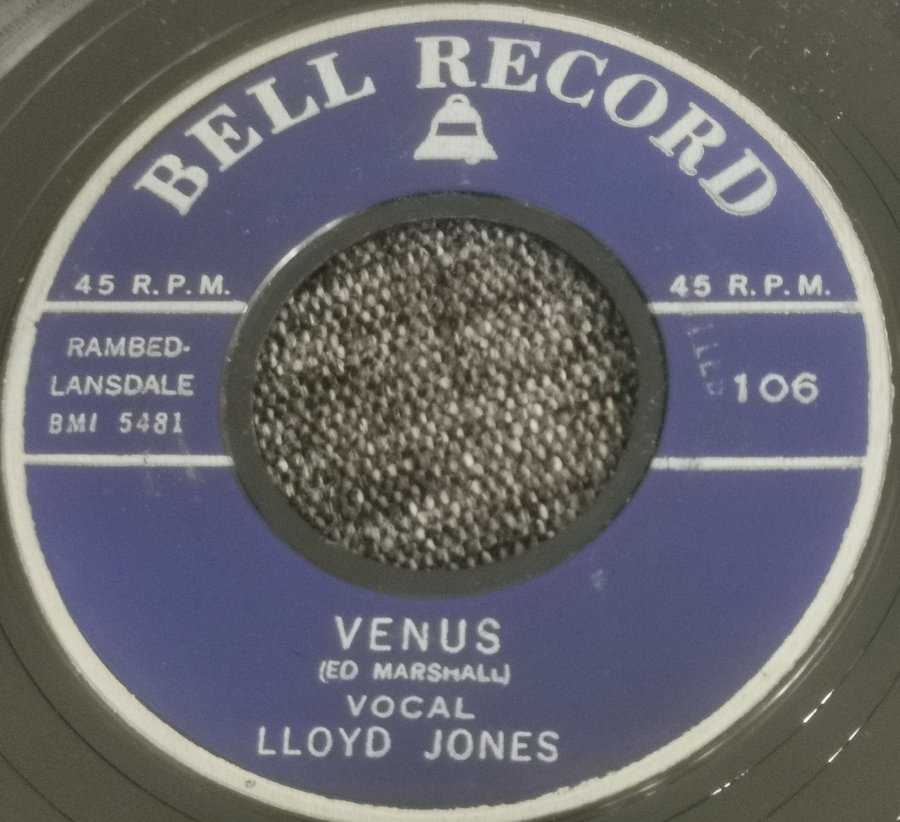 BELL RECORD
45 R.P.M.
45 R.P.M.
RAMBED-
LANSDALE
BMI 5481
106
VENUS
(ED MARSHALL)
VOCAL
LLOYD JONES